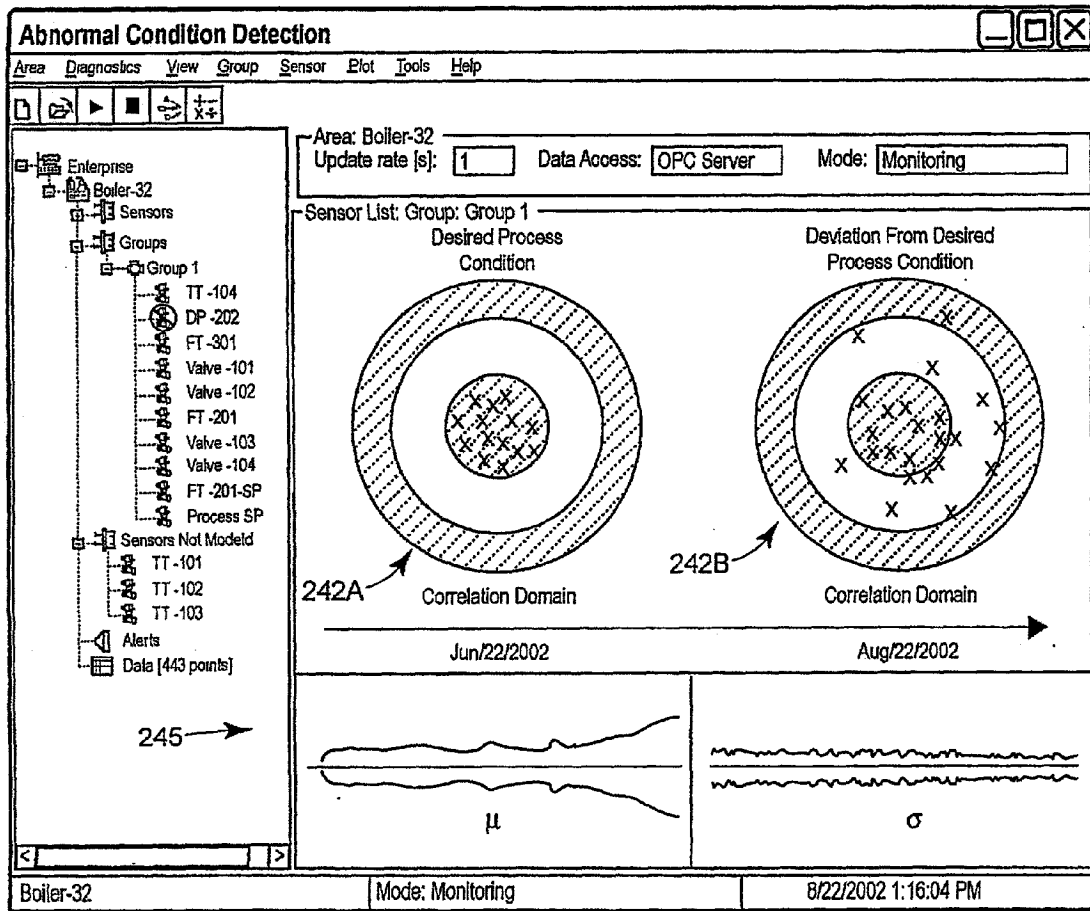 Abnormal Condition Detection
Area Diagnostics View Group Sensor Plot Tools Help
Enterprise
Boiler-32
Sensors
Groups
Group 1
TT -104
DP -202
FT -301
Valve -101
Valve -102
FT -201
Valve -103
Valve -104
FT -201-SP
Process SP
Sensors Not Modeld
TT -101
TT -102
TT -103
Alerts
Data [443 points]
245
Area: Boiler-32
Update rate [s]: 1 Data Access: OPC Server Mode: Monitoring
Sensor List: Group: Group 1
Desired Process
Condition
242A
Correlation Domain
Deviation From Desired
Process Condition
242B
Correlation Domain
Jun/22/2002 Aug/22/2002
μ σ
Boiler-32 Mode: Monitoring 8/22/2002 1:16:04 PM